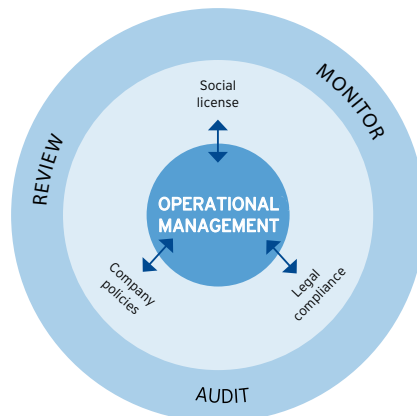 Social
license
MONITOR
REVIEW
OPERATIONAL
MANAGEMENT
Company
policies
Legal
compliance
AUDIT